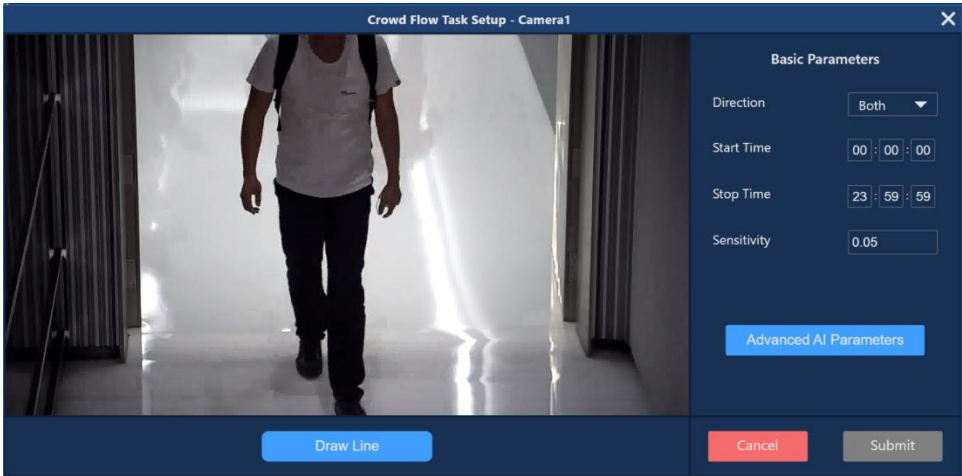 Crowd Flow Task Setup - Camera1
Basic Parameters
Direction Both
Start Time 00 : 00 : 00
Stop Time 23 : 59 : 59
Sensitivity 0.05
Advanced AI Parameters
Draw Line Cancel Submit